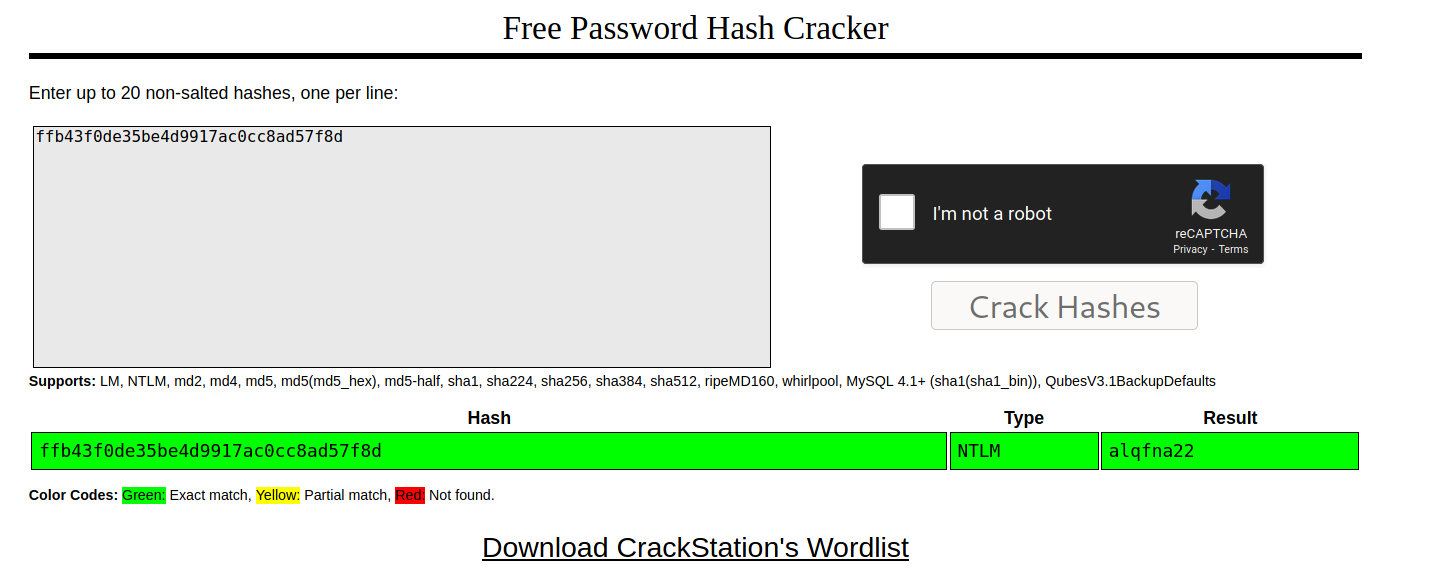 Free Password Hash Cracker
Enter up to 20 non-salted hashes, one per line:
ffb43f0de35be4d9917ac0cc8ad57f8d
I'm not a robot
reCAPTCHA
Privacy - Terms
Crack Hashes
Supports: LM, NTLM, md2, md4, md5, md5(md5_hex), md5-half, sha1, sha224, sha256, sha384, sha512, ripeMD160, whirlpool, MySQL 4.1+ (sha1(sha1_bin)), QubesV3.1BackupDefaults
Hash Type Result
ffb43f0de35be4d9917ac0cc8ad57f8d NTLM alqfna22
Color Codes: Green: Exact match, Yellow: Partial match, Red: Not found.
Download CrackStation's Wordlist